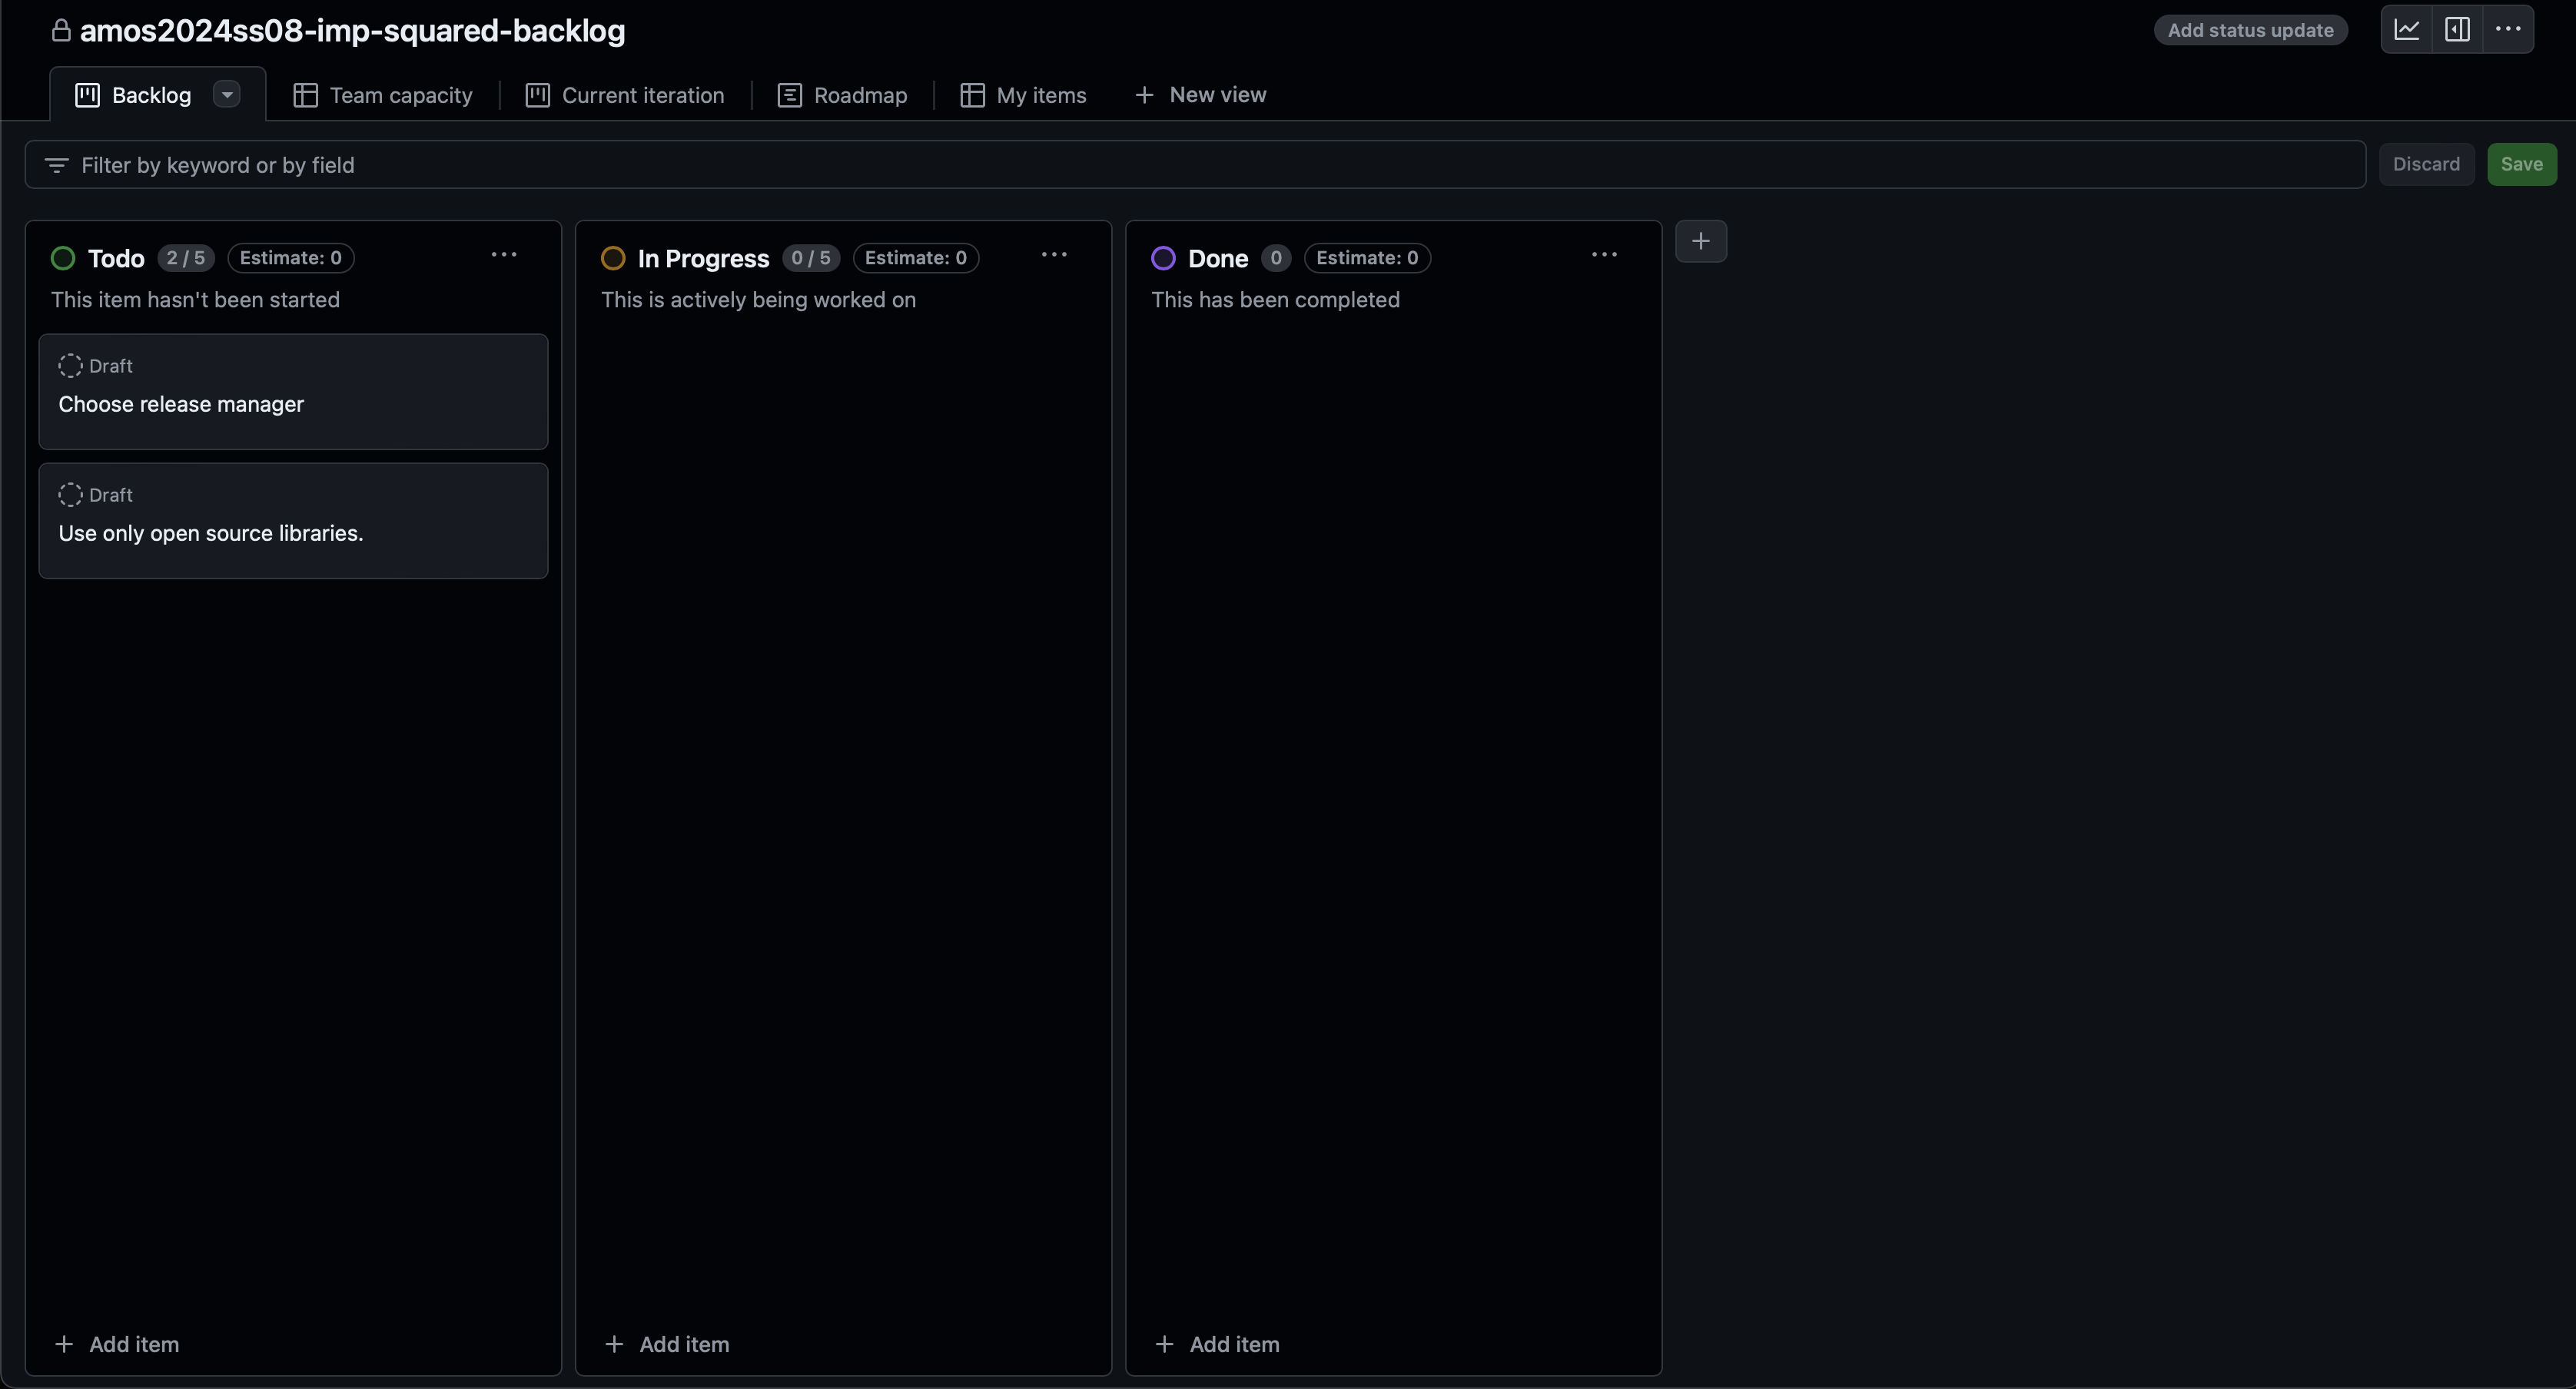 amos2024ss08-imp-squared-backlog
Add status update
Backlog
Team capacity
Current iteration
Roadmap
My items
New view
Filter by keyword or by field
Discard
Save
Todo 2 / 5 Estimate: 0
This item hasn't been started
Draft
Choose release manager
Draft
Use only open source libraries.
Add item
In Progress 0 / 5 Estimate: 0
This is actively being worked on
Add item
Done 0 Estimate: 0
This has been completed
Add item